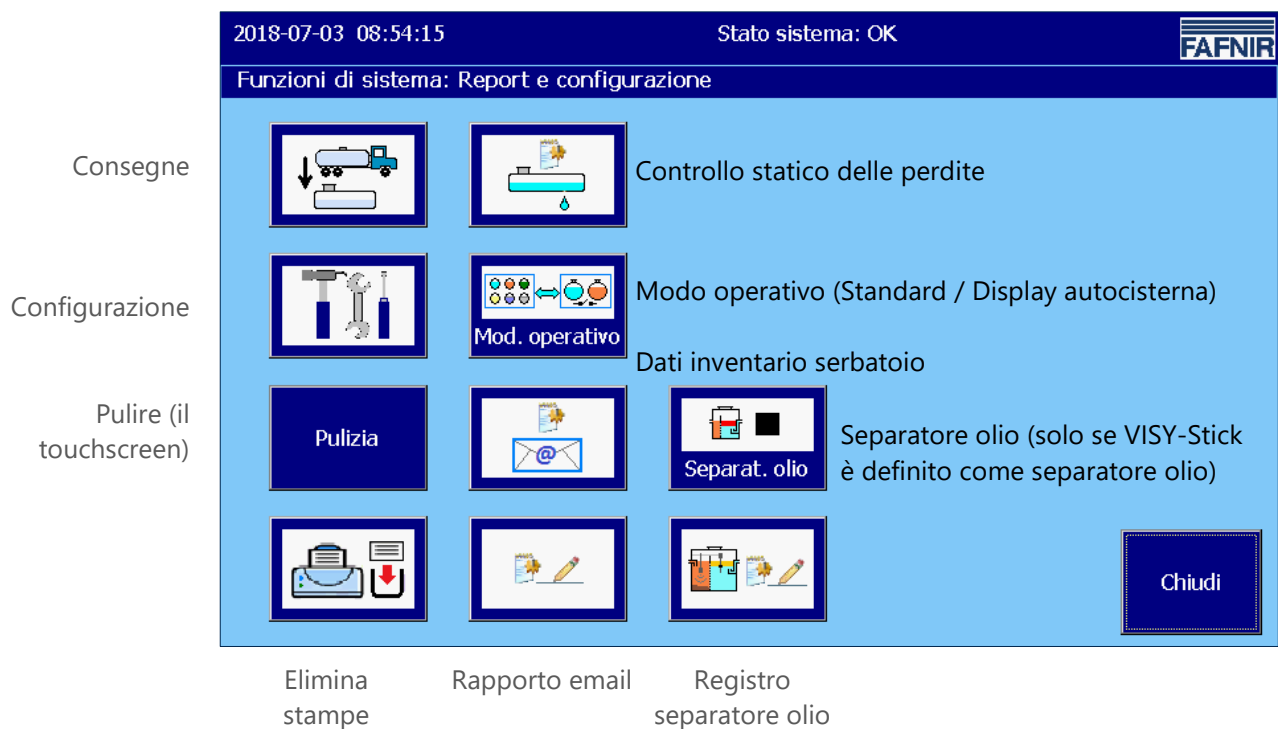 2018-07-03 08:54:15
Stato sistema: OK
FAFNIR
Funzioni di sistema: Report e configurazione
Consegne
Controllo statico delle perdite
Configurazione
Modo operativo (Standard / Display autocisterna)
Mod. operativo
Dati inventario serbatoio
Pulire (il
touchscreen)
Pulizia
@
Separat. olio
Separatore olio (solo se VISY-Stick
è definito come separatore olio)
Chiudi
Elimina
stampe
Rapporto email
Registro
separatore olio